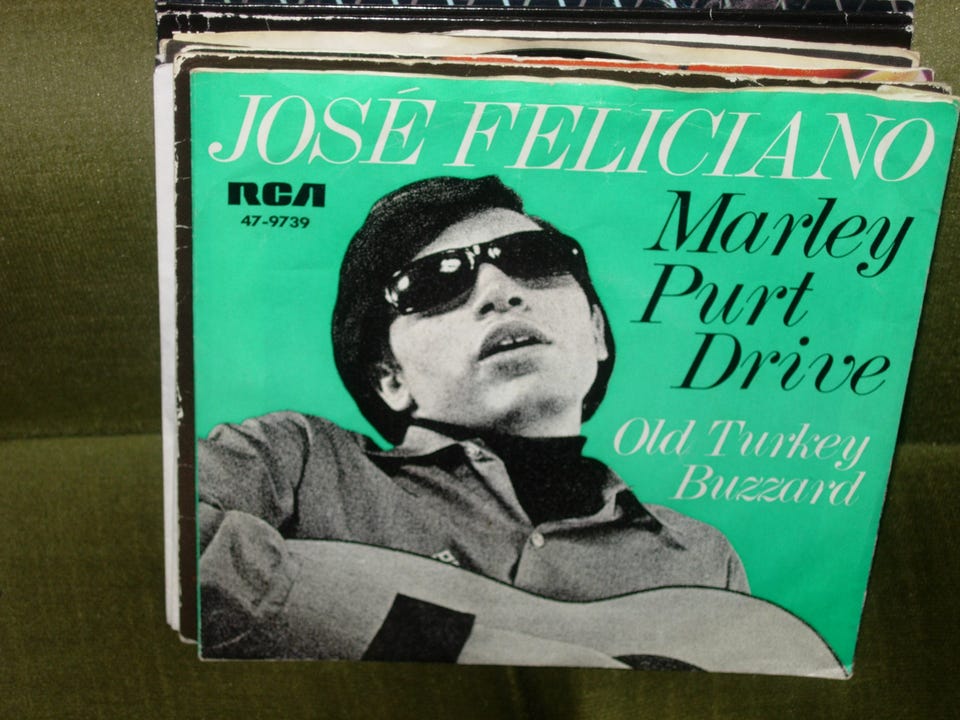 JOSÉ FELICIANO
RCA
47-9739
Marley
Purt
Drive
Old Turkey
Buzzard